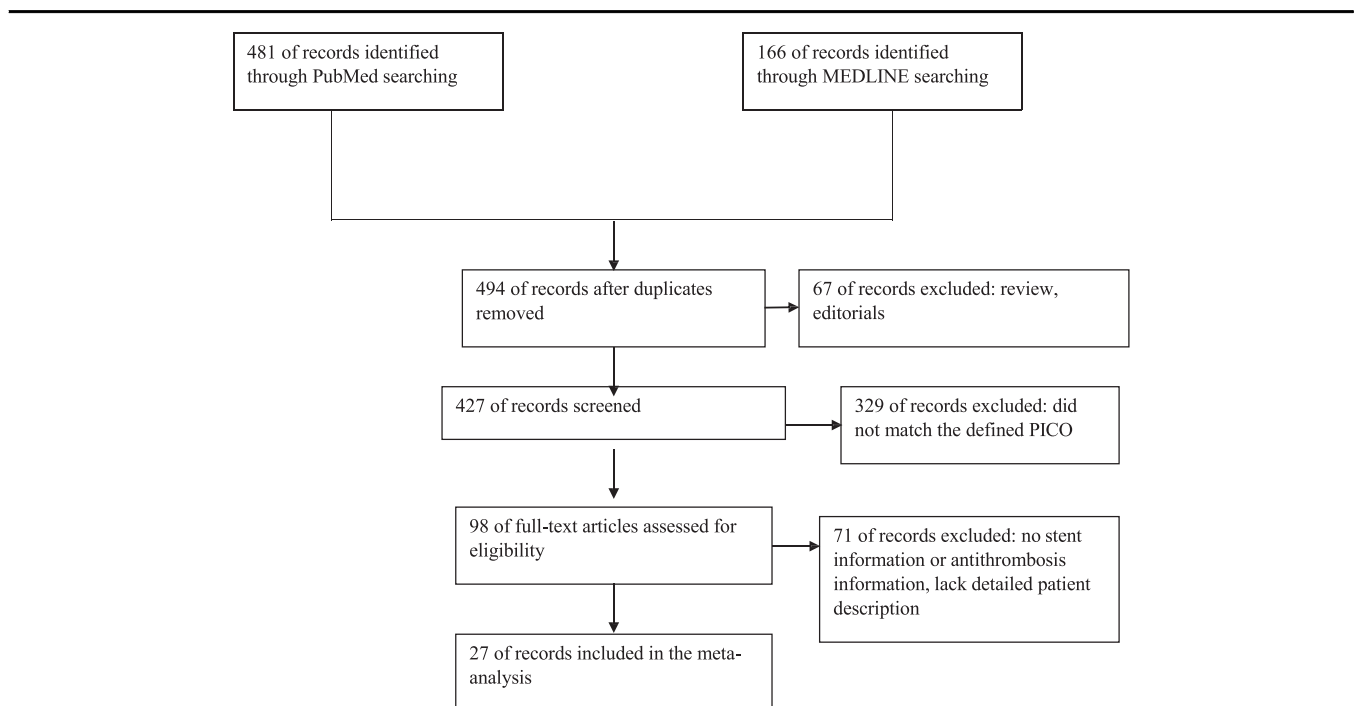 481 of records identified
through PubMed searching
166 of records identified
through MEDLINE searching
494 of records after duplicates
removed
67 of records excluded: review,
editorials
427 of records screened
329 of records excluded: did
not match the defined PICO
98 of full-text articles assessed for
eligibility
71 of records excluded: no stent
information or antithrombosis
information, lack detailed patient
description
27 of records included in the meta-
analysis